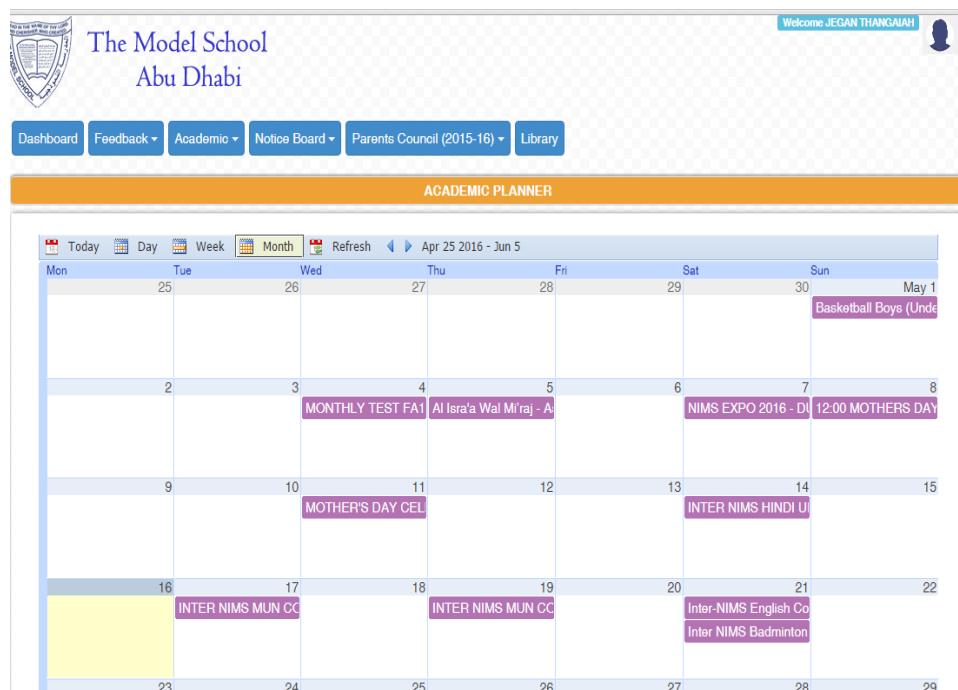 Welcome JEGAN THANGAIAH
The Model School
Abu Dhabi
MODEL SCHOOL
Dashboard Feedback Academic Notice Board Parents Council (2015-16) Library
ACADEMIC PLANNER
Today Day Week Month Refresh Apr 25 2016 - Jun 5
Mon Tue Wed Thu Fri Sat Sun
25 26 27 28 29 30 May 1
Basketball Boys (Unde
2 3 4 5 6 7 8
MONTHLY TEST FA1 Al Isra'a Wal Mi'raj - A NIMS EXPO 2016 - DU 12:00 MOTHERS DAY
9 10 11 12 13 14 15
MOTHER'S DAY CEL INTER NIMS HINDI U
16 17 18 19 20 21 22
INTER NIMS MUN CO INTER NIMS MUN CO Inter-NIMS English Co
Inter NIMS Badminton
23 24 25 26 27 28 29